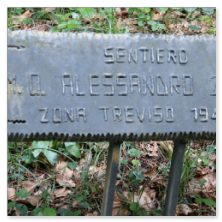 SENTIERO
.Q. ALESSANDRO
ZONA TREVISO 194